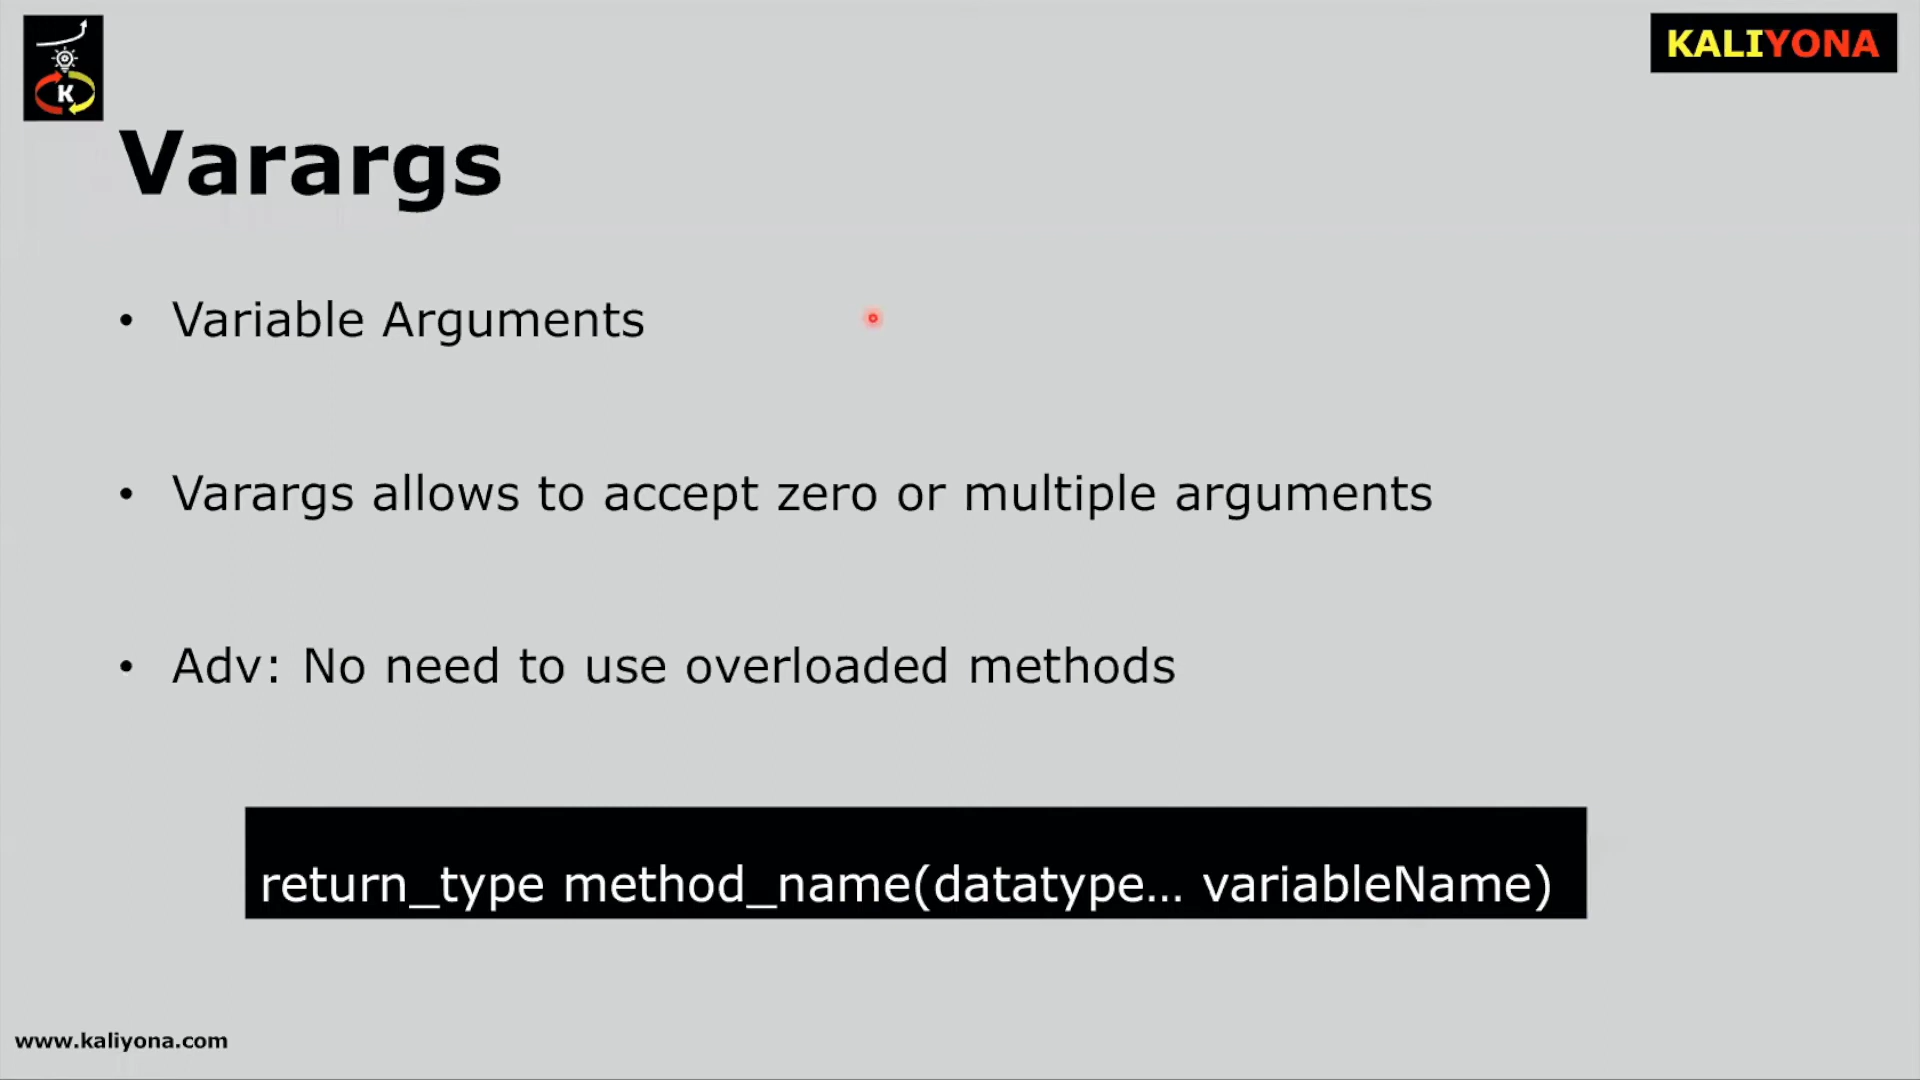 K
KALIYONA
Varargs
• Variable Arguments
• Varargs allows to accept zero or multiple arguments
• Adv: No need to use overloaded methods
return_type method_name(datatype... variableName)
www.kaliyona.com